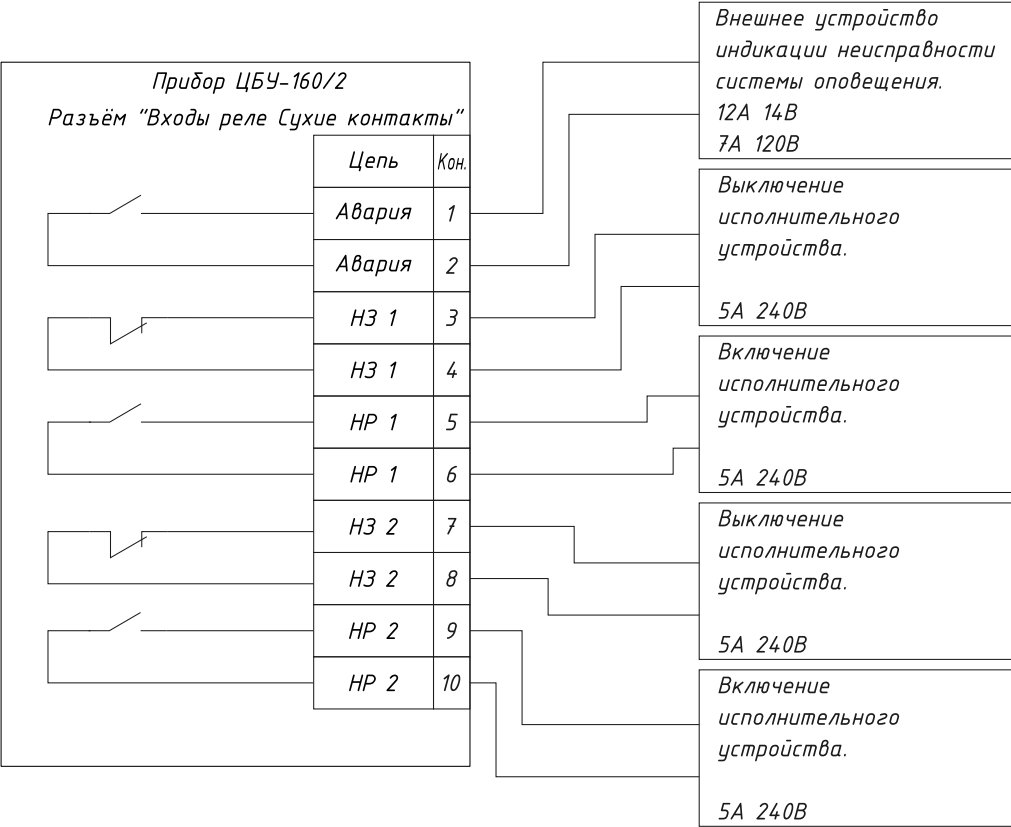 Прибор ЦБУ-160/2
Разъём "Входы реле Сухие контакты"
Цепь Кон.
Авария 1
Авария 2
НЗ 1 3
НЗ 1 4
НР 1 5
НР 1 6
НЗ 2 7
НЗ 2 8
НР 2 9
НР 2 10
Внешнее устройство
индикации неисправности
системы оповещения.
12А 14В
7А 120В
Выключение
исполнительного
устройства.
5А 240В
Включение
исполнительного
устройства.
5А 240В
Выключение
исполнительного
устройства.
5А 240В
Включение
исполнительного
устройства.
5А 240В